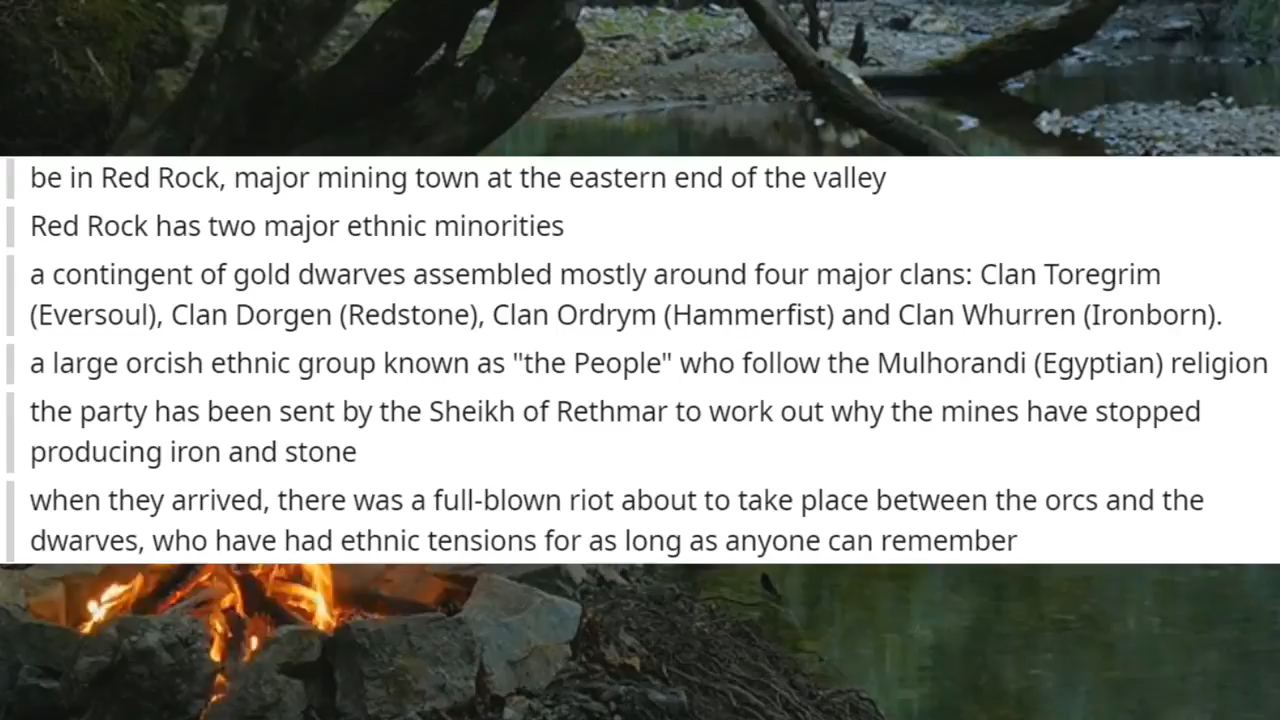 be in Red Rock, major mining town at the eastern end of the valley
Red Rock has two major ethnic minorities
a contingent of gold dwarves assembled mostly around four major clans: Clan Toregrim
(Eversoul), Clan Dorgen (Redstone), Clan Ordrym (Hammerfist) and Clan Whurren (Ironborn).
a large orcish ethnic group known as "the People" who follow the Mulhorandi (Egyptian) religion
the party has been sent by the Sheikh of Rethmar to work out why the mines have stopped
producing iron and stone
when they arrived, there was a full-blown riot about to take place between the orcs and the
dwarves, who have had ethnic tensions for as long as anyone can remember